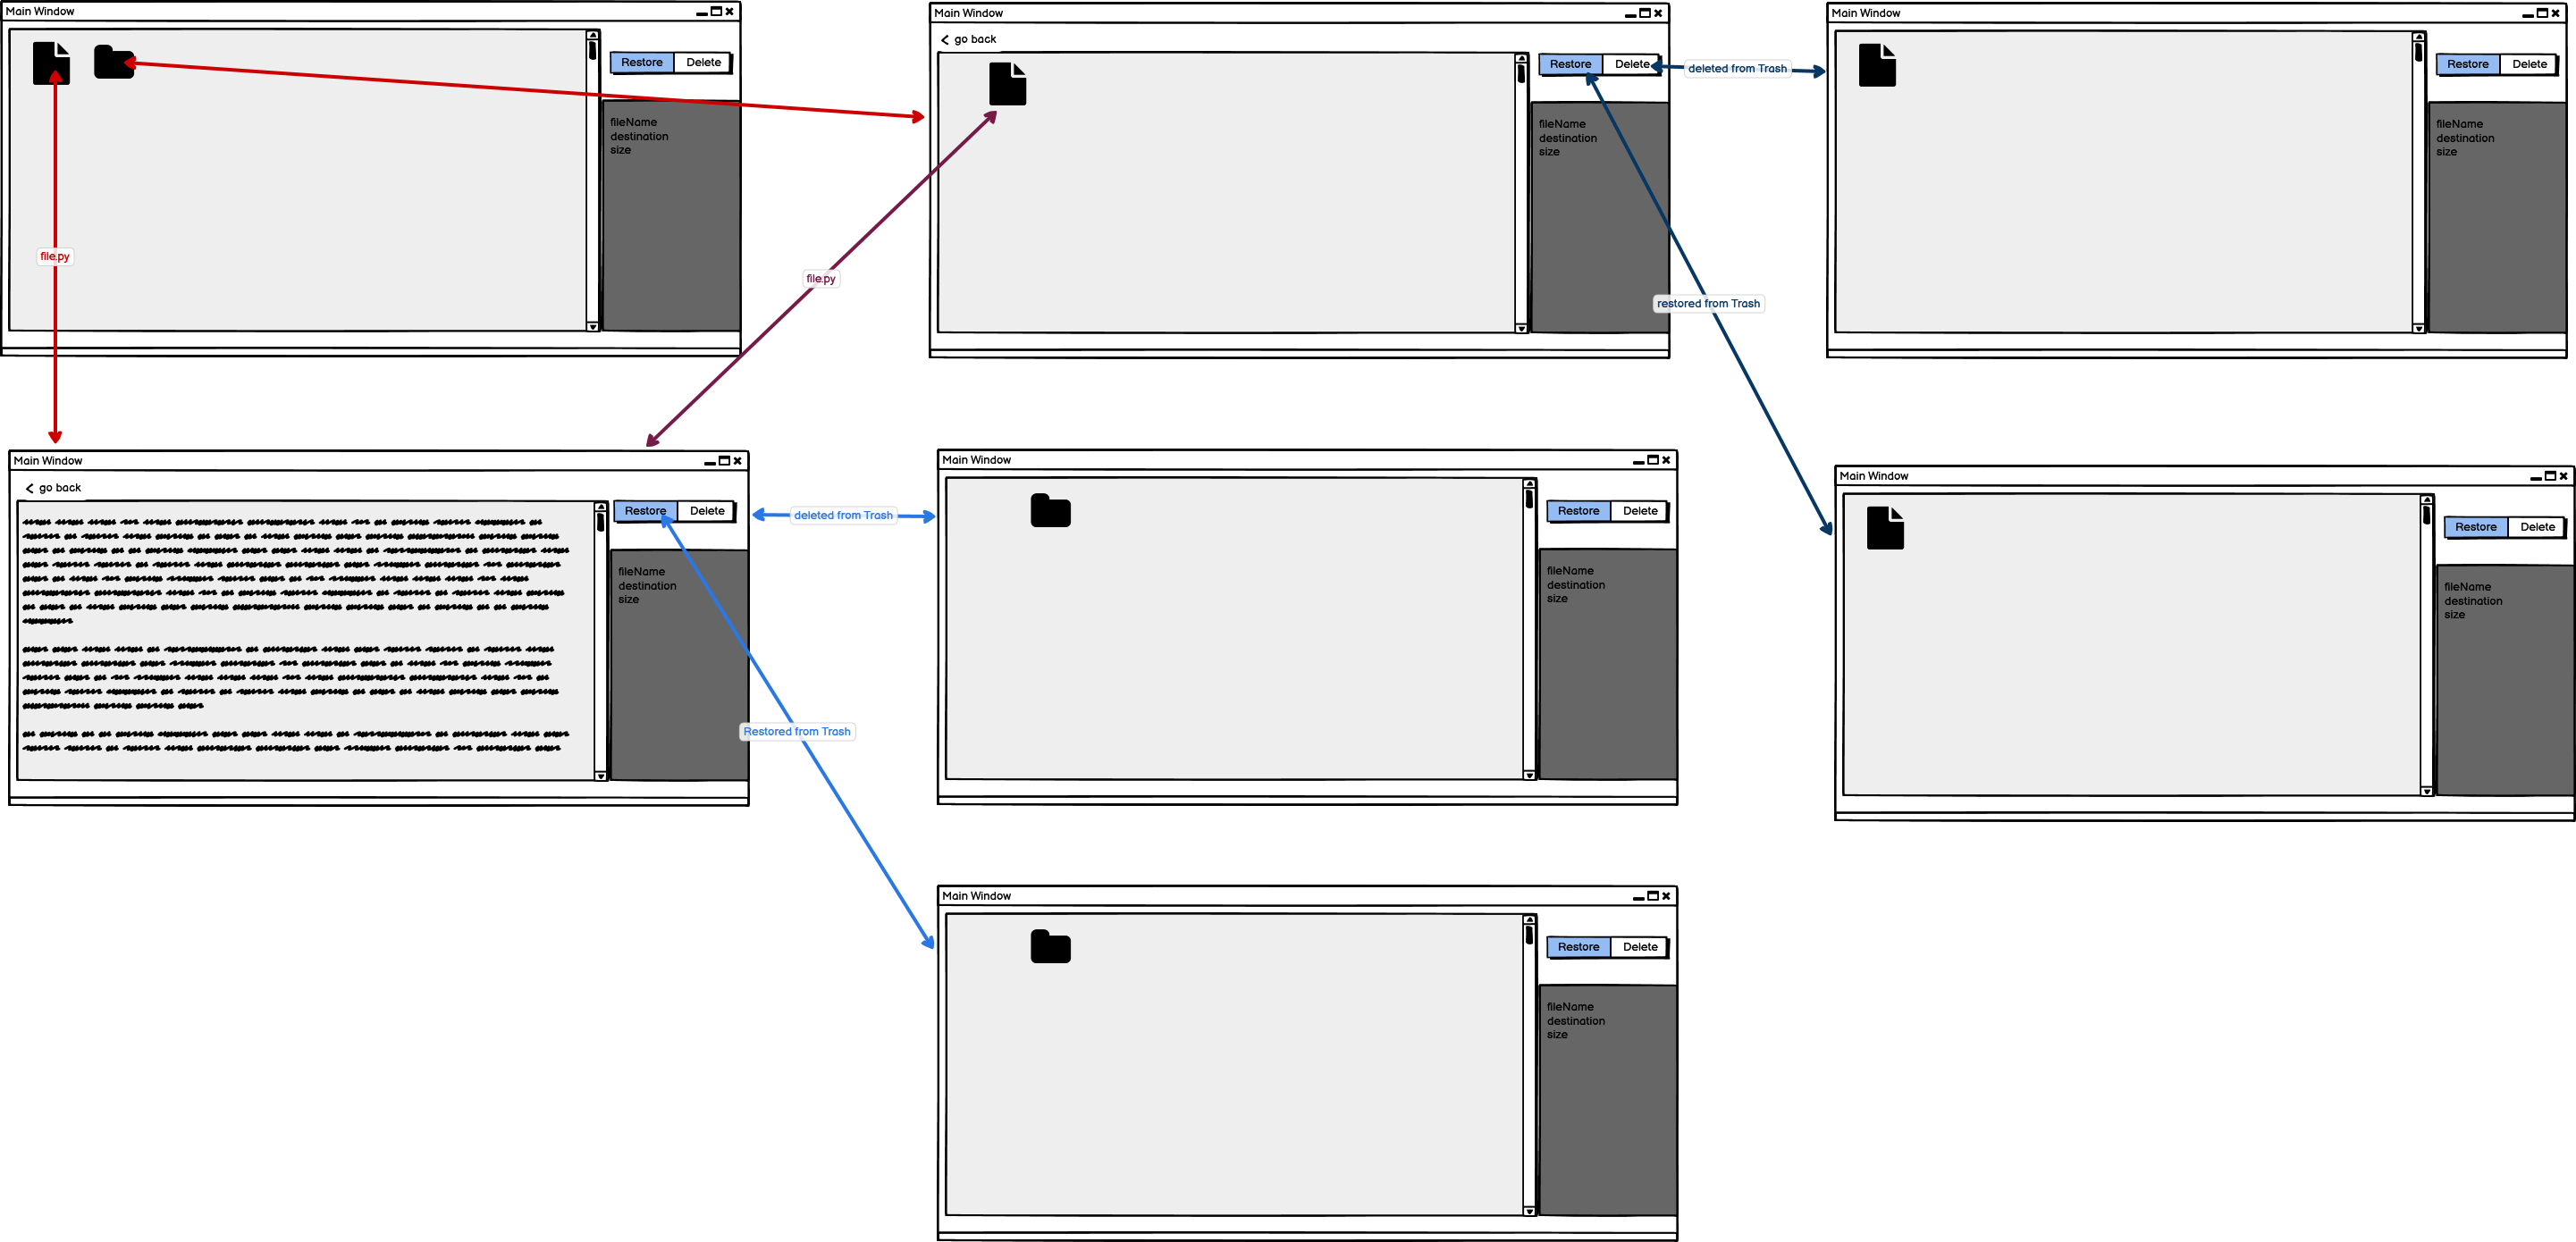 Main Window
Restore Delete
fileName
destination
size
file.py
Main Window
go back
Restore Delete
fileName
destination
size
file.py
deleted from Trash
restored from Trash
Main Window
Restore Delete
fileName
destination
size
Main Window
go back
Restore Delete
fileName
destination
size
deleted from Trash
Restored from Trash
Main Window
Restore Delete
fileName
destination
size
Main Window
Restore Delete
fileName
destination
size
Main Window
Restore Delete
fileName
destination
size